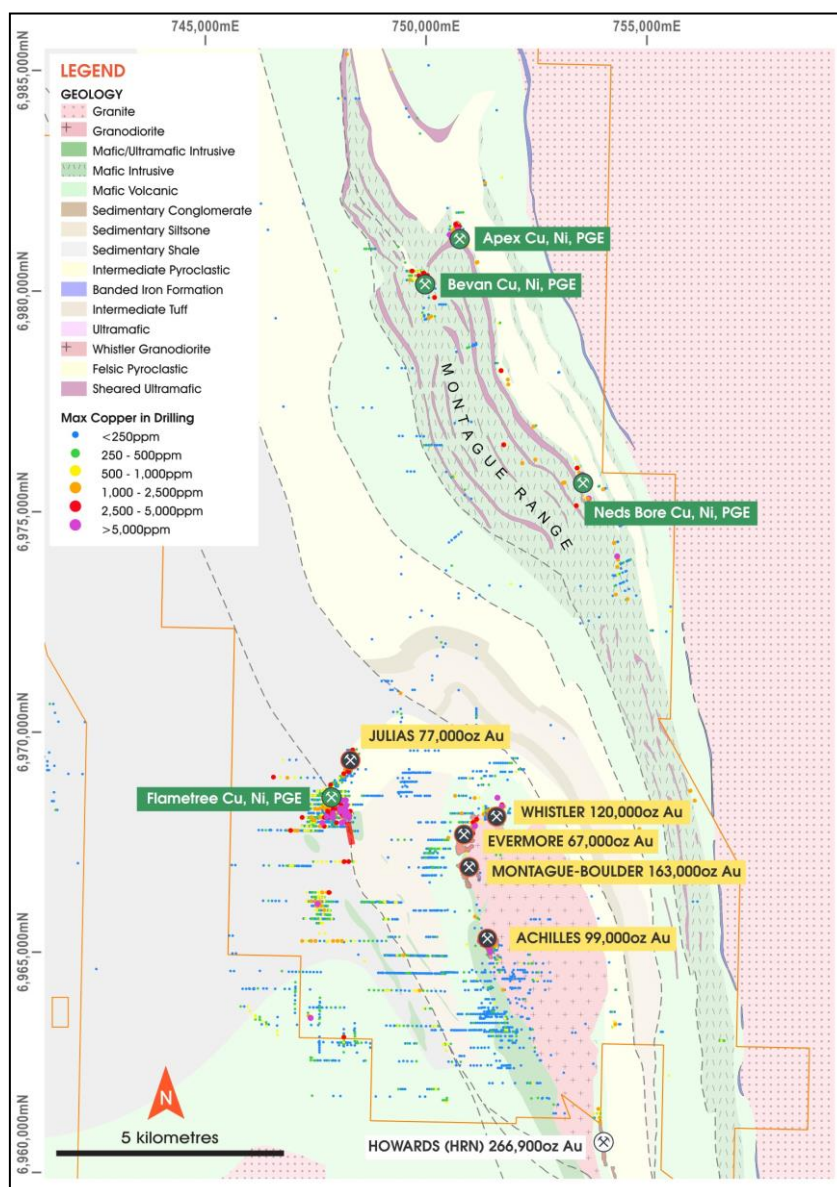 745,000mE
750,000mE
755,000mE
6,985,000mN
6,980,000mN
6,975,000mN
6,970,000mN
6,965,000mN
6,960,000mN
LEGEND
GEOLOGY
Granite
Granodiorite
Mafic/Ultramafic Intrusive
Mafic Intrusive
Mafic Volcanic
Sedimentary Conglomerate
Sedimentary Siltsone
Sedimentary Shale
Intermediate Pyroclastic
Banded Iron Formation
Intermediate Tuff
Ultramafic
Whistler Granodiorite
Felsic Pyroclastic
Sheared Ultramafic
Max Copper in Drilling
<250ppm
250 - 500ppm
500 - 1,000ppm
1,000 - 2,500ppm
2,500 - 5,000ppm
>5,000ppm
Apex Cu, Ni, PGE
Bevan Cu, Ni, PGE
MONTAGUE RANGE
Neds Bore Cu, Ni, PGE
JULIAS 77,000oz Au
Flametree Cu, Ni, PGE
WHISTLER 120,000oz Au
EVERMORE 67,000oz Au
MONTAGUE-BOULDER 163,000oz Au
ACHILLES 99,000oz Au
N
5 kilometres
HOWARDS (HRN) 266,900oz Au